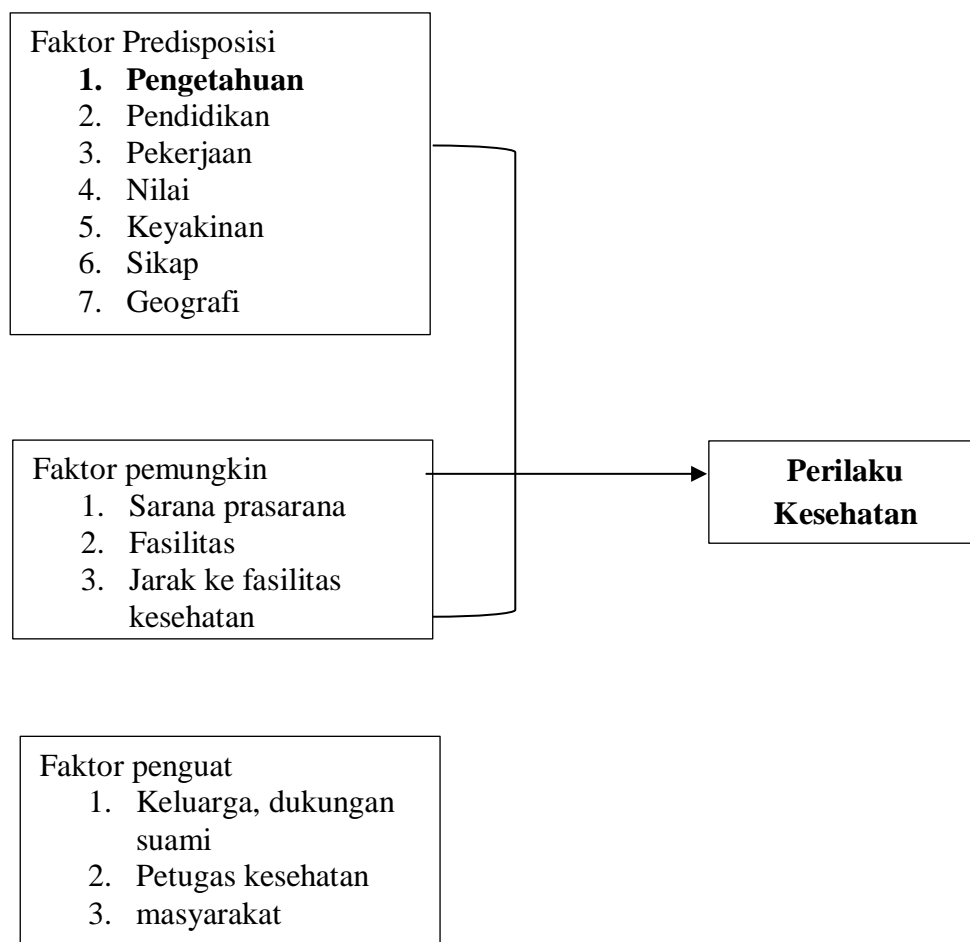 Faktor Predisposisi
1. Pengetahuan
2. Pendidikan
3. Pekerjaan
4. Nilai
5. Keyakinan
6. Sikap
7. Geografi
Faktor pemungkin
1. Sarana prasarana
2. Fasilitas
3. Jarak ke fasilitas
kesehatan
Perilaku
Kesehatan
Faktor penguat
1. Keluarga, dukungan
suami
2. Petugas kesehatan
3. masyarakat